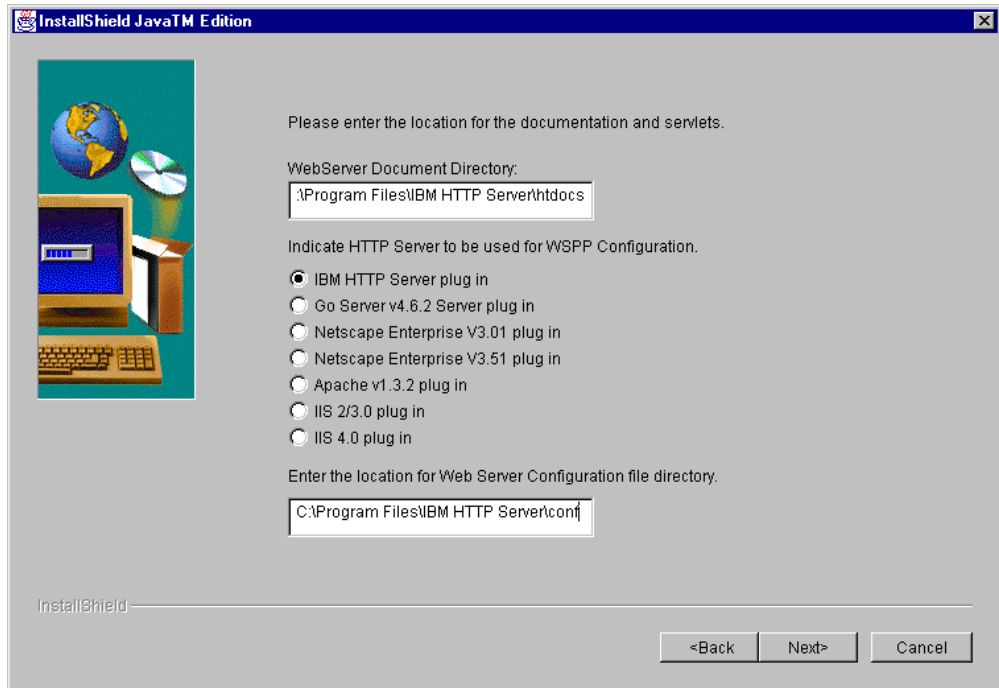 InstallShield JavaTM Edition
Please enter the location for the documentation and servlets.
WebServer Document Directory:
:\Program Files\IBM HTTP Server\htdocs
Indicate HTTP Server to be used for WSPP Configuration.
IBM HTTP Server plug in
Go Server v4.6.2 Server plug in
Netscape Enterprise V3.01 plug in
Netscape Enterprise V3.51 plug in
Apache v1.3.2 plug in
IIS 2/3.0 plug in
IIS 4.0 plug in
Enter the location for Web Server Configuration file directory.
C:\Program Files\IBM HTTP Server\conf
InstallShield
<Back Next> Cancel